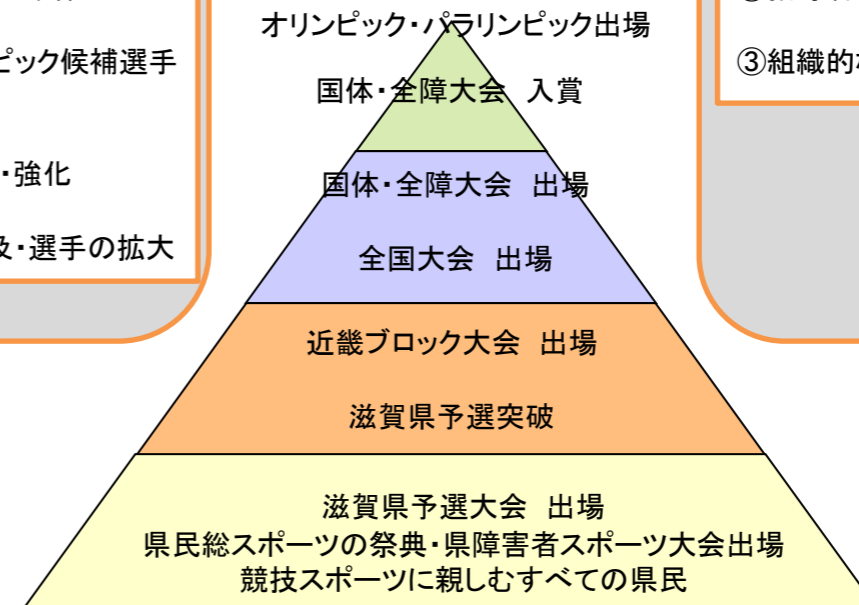 オリンピック・パラリンピック出場
国体・全障大会　入賞
国体・全障大会　出場
全国大会　出場
近畿ブロック大会　出場
滋賀県予選突破
滋賀県予選大会　出場
県民総スポーツの祭典・県障害者スポーツ大会出場
競技スポーツに親しむすべての県民
ピック候補選手
・強化
及・選手の拡大
③組織的